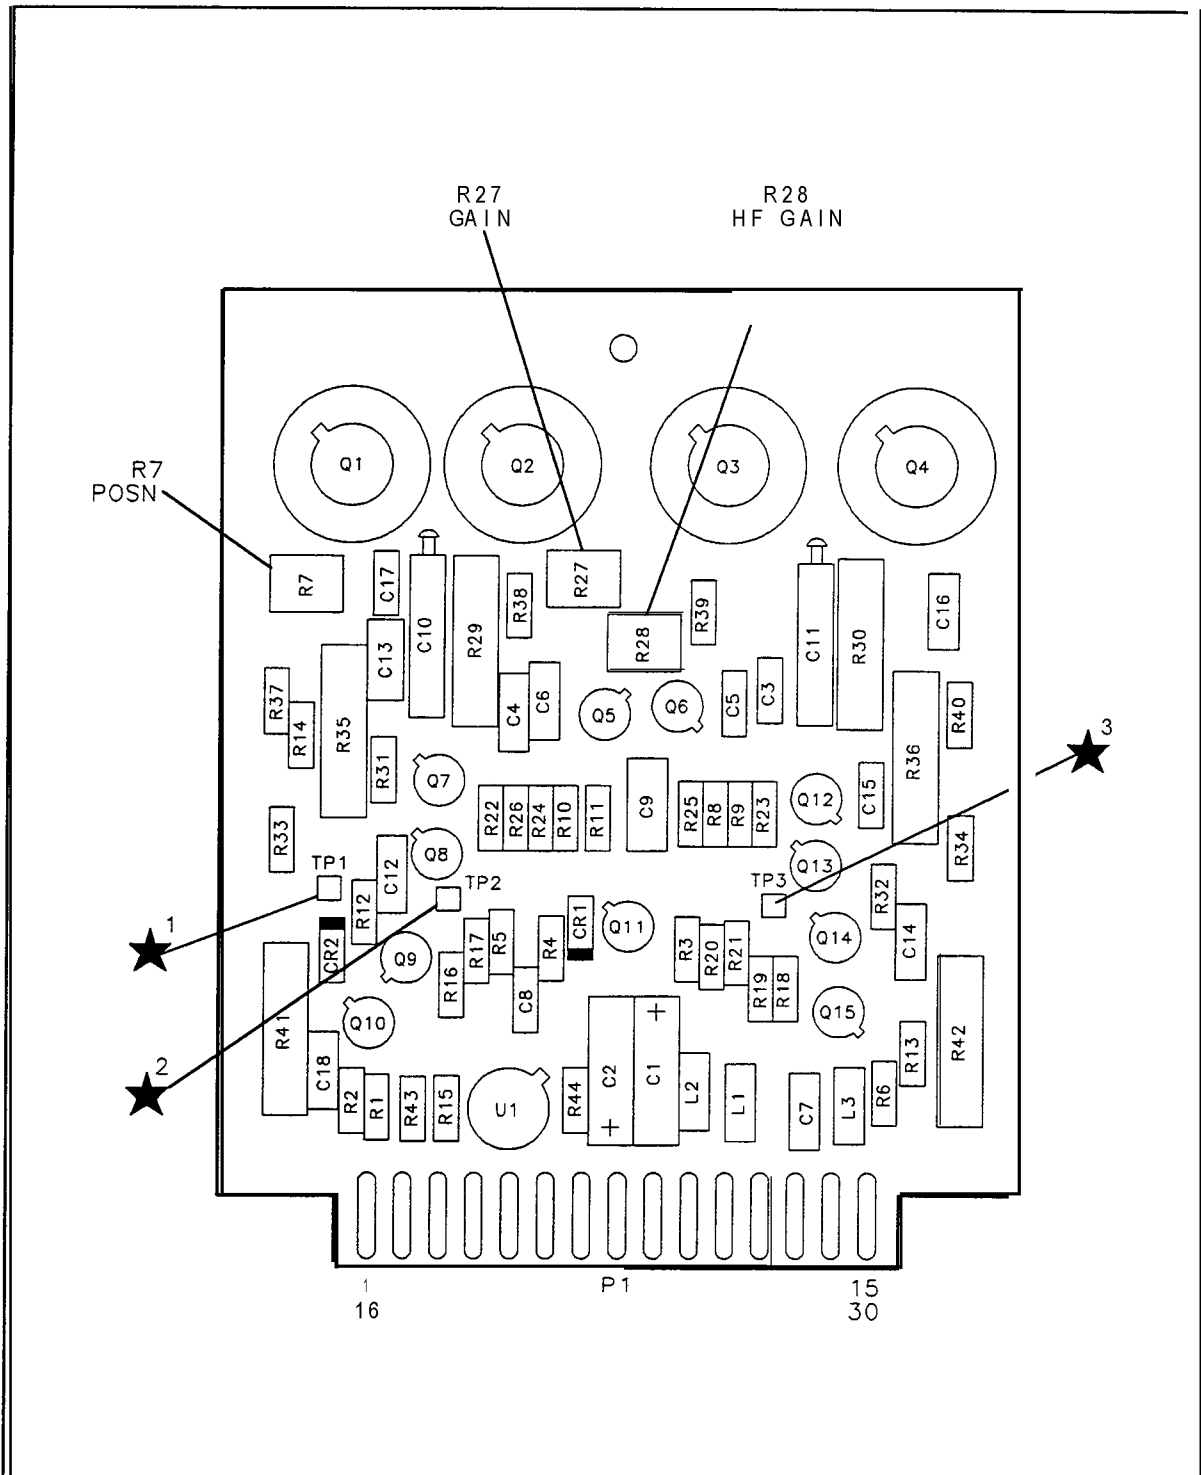 R27
GAIN
R28
HF GAIN
R7
POSN
Q1
Q2
Q3
Q4
R7
C17
C10
R29
R38
R27
R28
R39
C11
R30
C16
C13
R37
R14
R35
R31
C4
C6
Q5
Q6
C5
C3
R36
R40
3
Q7
R22
R26
R24
R10
R11
C9
R25
R8
R9
R23
Q12
C15
R33
Q8
Q13
R34
TP1
C12
R12
TP2
TP3
R32
1
CR2
Q9
R16
R17
R5
R4
CR1
Q11
R3
R20
R21
Q14
C14
C8
R19
R18
R41
Q10
Q15
R42
2
C18
R13
R2
R1
R43
R15
U1
R44
C2
+
C1
+
L2
L1
C7
L3
R6
1
P1
15
16
30